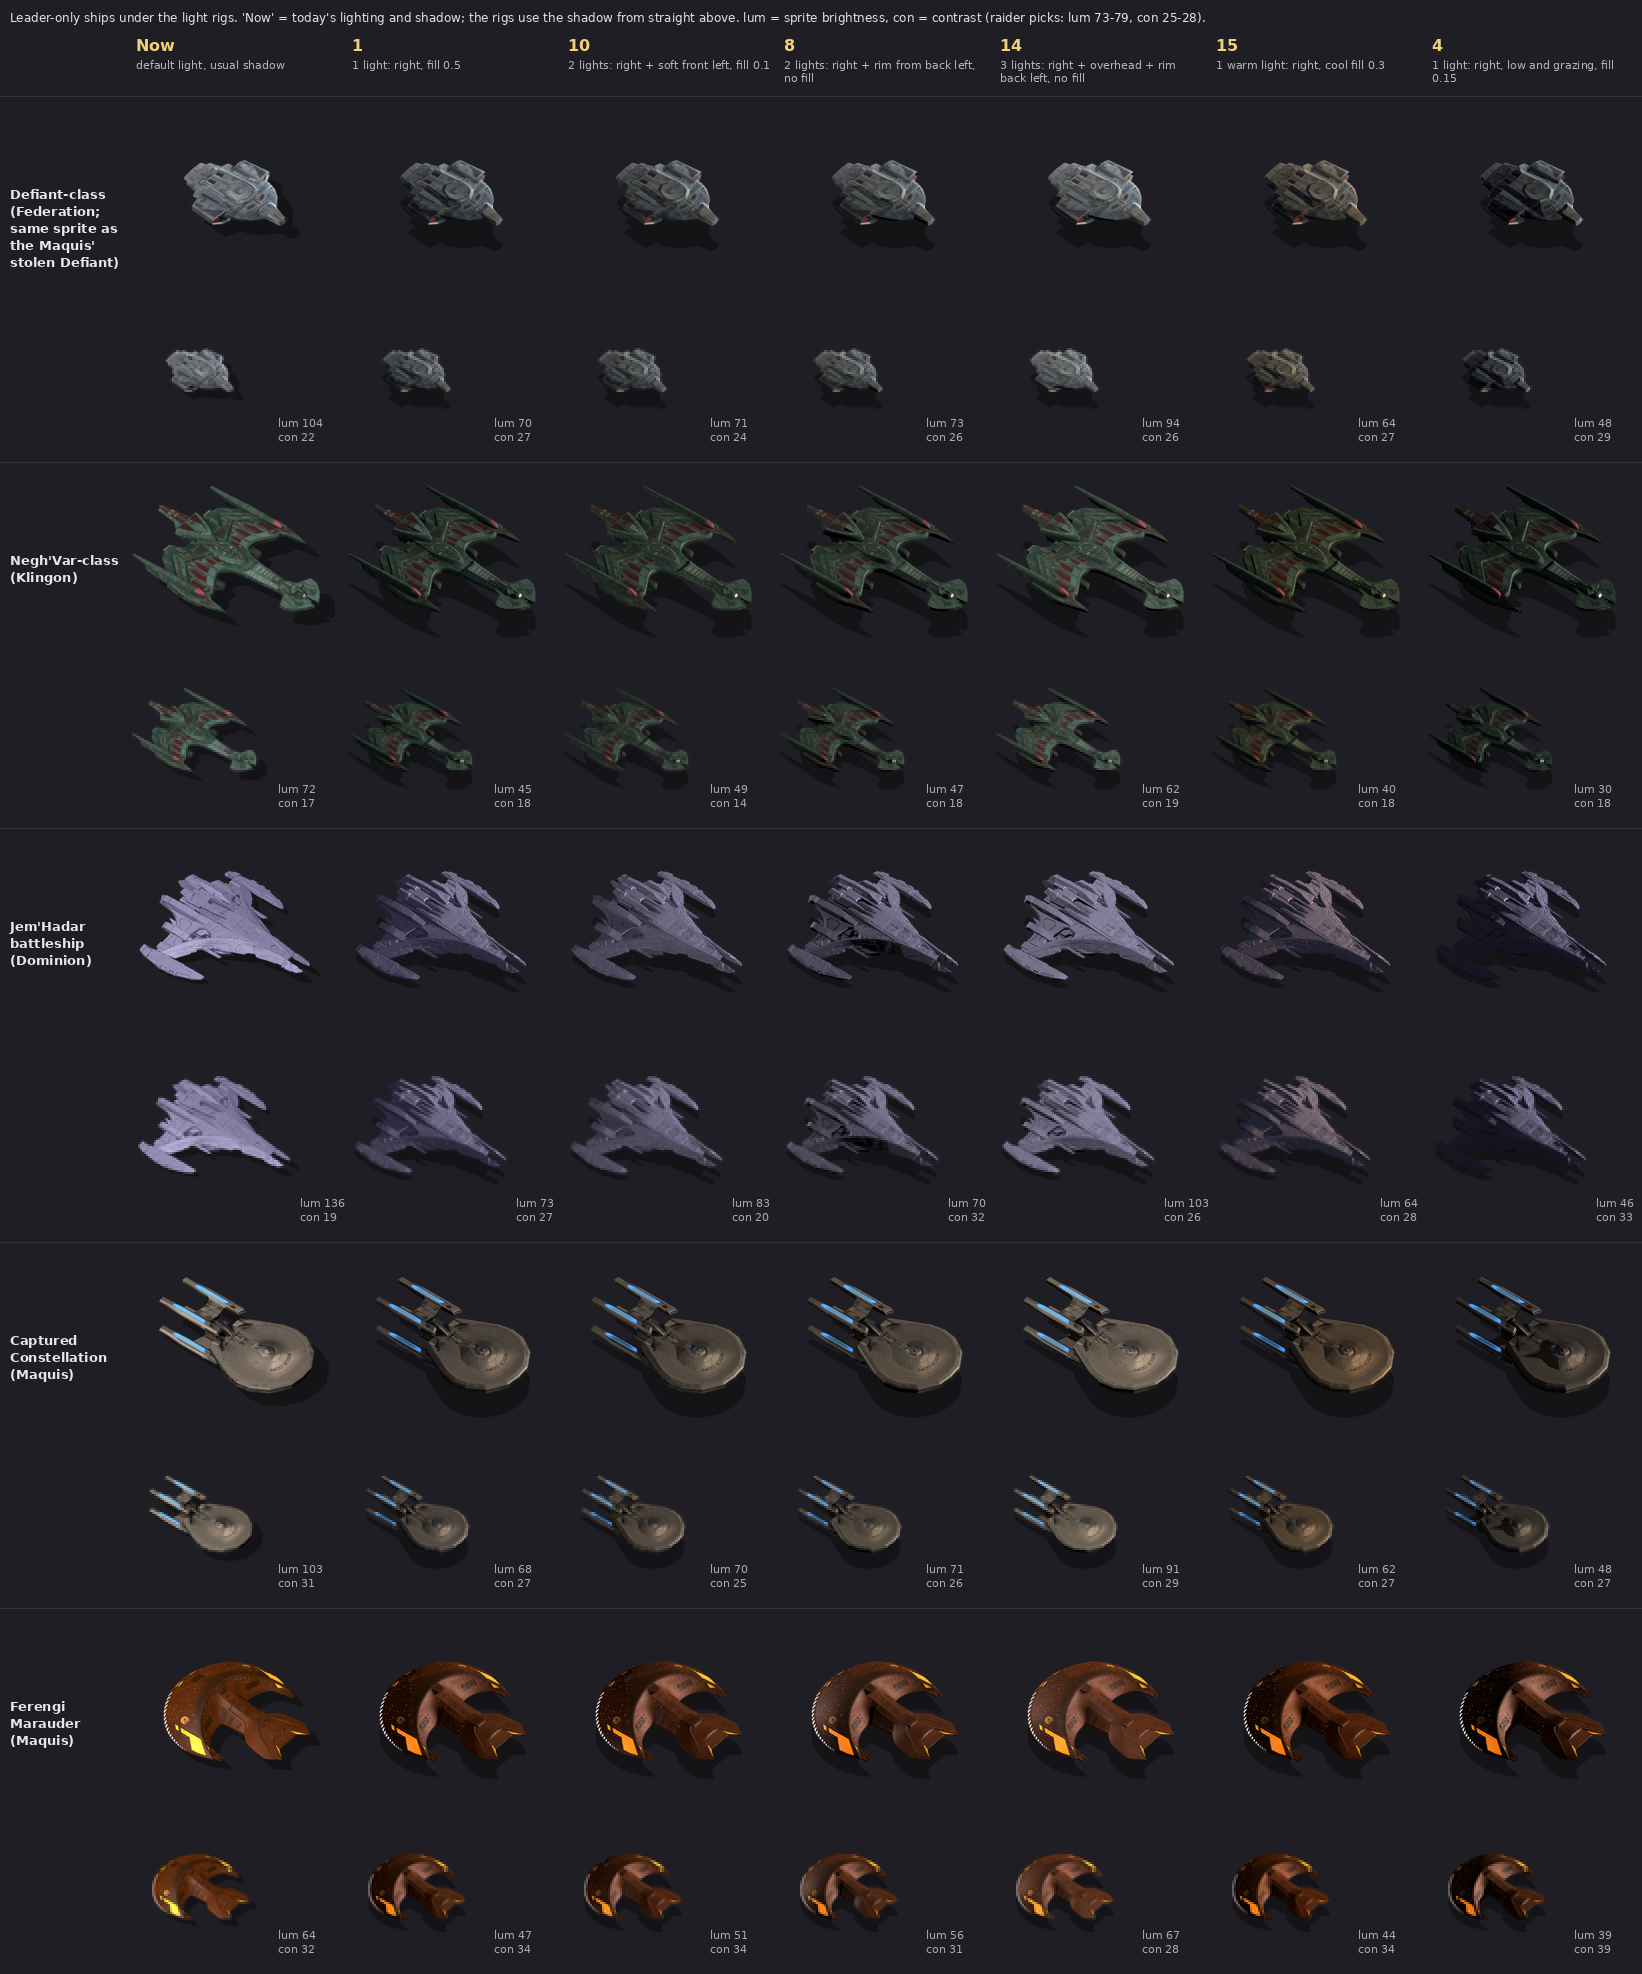 Leader-only ships under the light rigs. 'Now' = today's lighting and shadow; the rigs use the shadow from straight above. lum = sprite brightness, con = contrast (raider picks: lum 73-79, con 25-28).
Now
default light, usual shadow
1
1 light: right, fill 0.5
10
2 lights: right + soft front left, fill 0.1
8
2 lights: right + rim from back left,
no fill
14
3 lights: right + overhead + rim
back left, no fill
15
1 warm light: right, cool fill 0.3
4
1 light: right, low and grazing, fill
0.15
Defiant-class
(Federation;
same sprite as
the Maquis'
stolen Defiant)
lum 104
con 22
lum 70
con 27
lum 71
con 24
lum 73
con 26
lum 94
con 26
lum 64
con 27
lum 48
con 29
Negh'Var-class
(Klingon)
lum 72
con 17
lum 45
con 18
lum 49
con 14
lum 47
con 18
lum 62
con 19
lum 40
con 18
lum 30
con 18
Jem'Hadar
battleship
(Dominion)
lum 136
con 19
lum 73
con 27
lum 83
con 20
lum 70
con 32
lum 103
con 26
lum 64
con 28
lum 46
con 33
Captured
Constellation
(Maquis)
lum 103
con 31
lum 68
con 27
lum 70
con 25
lum 71
con 26
lum 91
con 29
lum 62
con 27
lum 48
con 27
Ferengi
Marauder
(Maquis)
lum 64
con 32
lum 47
con 34
lum 51
con 34
lum 56
con 31
lum 67
con 28
lum 44
con 34
lum 39
con 39